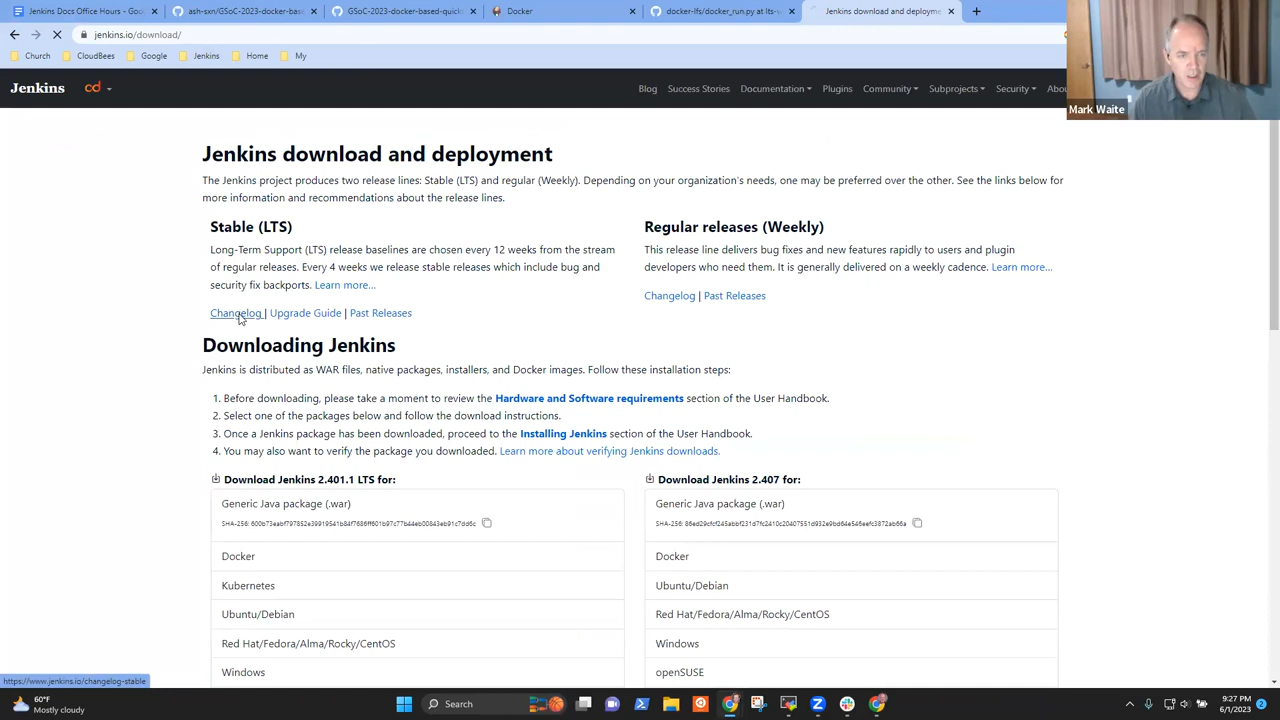 Jenkins Docs Office Hours - Goo
ash-sxn/GSoC-2023-docker-base
GSoC-2023-docker-based-quick
Docker
docker-lfs/docker_run.py at lts-w
Jenkins download and deploymen
jenkins.io/download/
Church
CloudBees
Google
Jenkins
Home
My
Mark Waite
Jenkins
cd
Blog
Success Stories
Documentation
Plugins
Community
Subprojects
Security
Abou
Jenkins download and deployment
The Jenkins project produces two release lines: Stable (LTS) and regular (Weekly). Depending on your organization's needs, one may be preferred over the other. See the links below for
more information and recommendations about the release lines.
Stable (LTS)
Long-Term Support (LTS) release baselines are chosen every 12 weeks from the stream
of regular releases. Every 4 weeks we release stable releases which include bug and
security fix backports. Learn more...
Changelog | Upgrade Guide | Past Releases
Regular releases (Weekly)
This release line delivers bug fixes and new features rapidly to users and plugin
developers who need them. It is generally delivered on a weekly cadence. Learn more...
Changelog | Past Releases
Downloading Jenkins
Jenkins is distributed as WAR files, native packages, installers, and Docker images. Follow these installation steps:
1. Before downloading, please take a moment to review the Hardware and Software requirements section of the User Handbook.
2. Select one of the packages below and follow the download instructions.
3. Once a Jenkins package has been downloaded, proceed to the Installing Jenkins section of the User Handbook.
4. You may also want to verify the package you downloaded. Learn more about verifying Jenkins downloads.
Download Jenkins 2.401.1 LTS for:
Generic Java package (.war)
SHA-256:
Docker
Kubernetes
Ubuntu/Debian
Red Hat/Fedora/Alma/Rocky/CentOS
Windows
Download Jenkins 2.407 for:
Generic Java package (.war)
SHA-256:
Docker
Ubuntu/Debian
Red Hat/Fedora/Alma/Rocky/CentOS
Windows
openSUSE
https://www.jenkins.io/changelog-stable
60°F
Mostly cloudy
Search
9:27 PM
6/1/2023
2